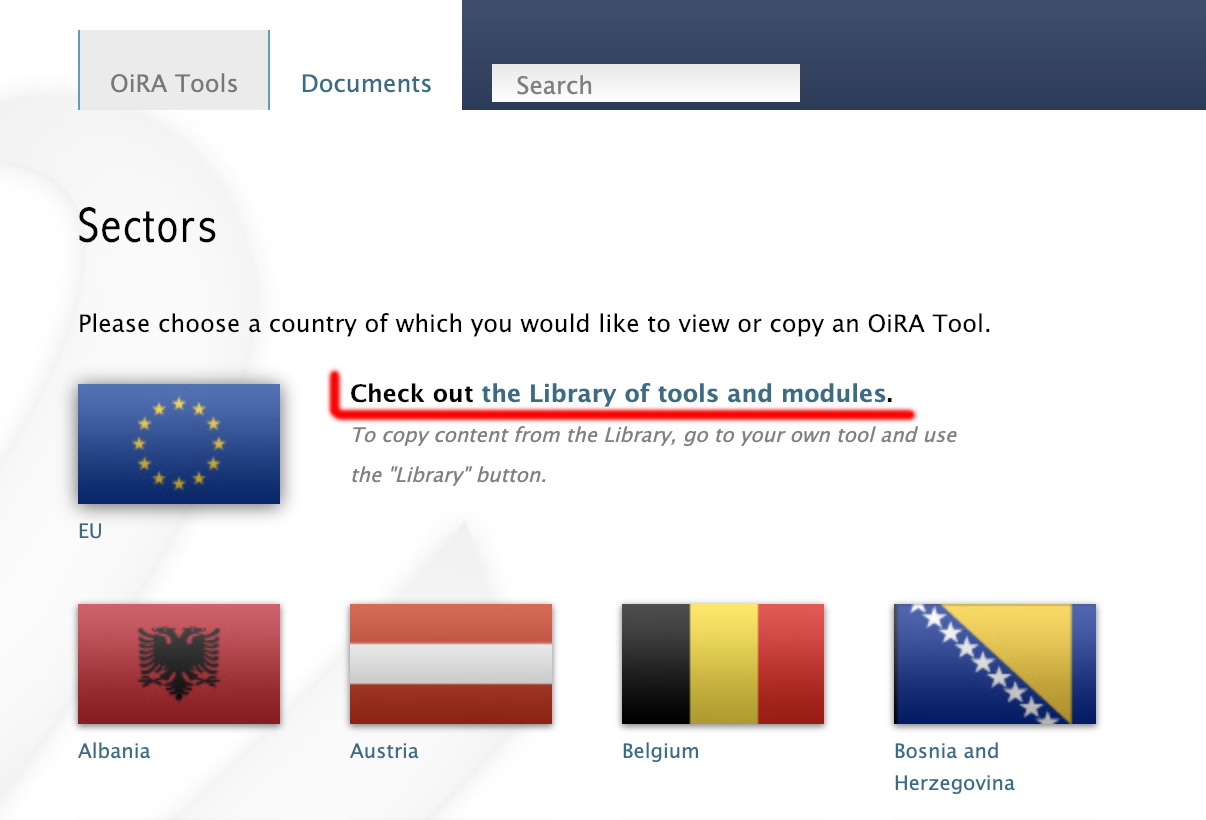 OiRA Tools
Documents
Search
Sectors
Please choose a country of which you would like to view or copy an OiRA Tool.
Check out the Library of tools and modules.
To copy content from the Library, go to your own tool and use
the "Library" button.
EU
Albania
Austria
Belgium
Bosnia and
Herzegovina